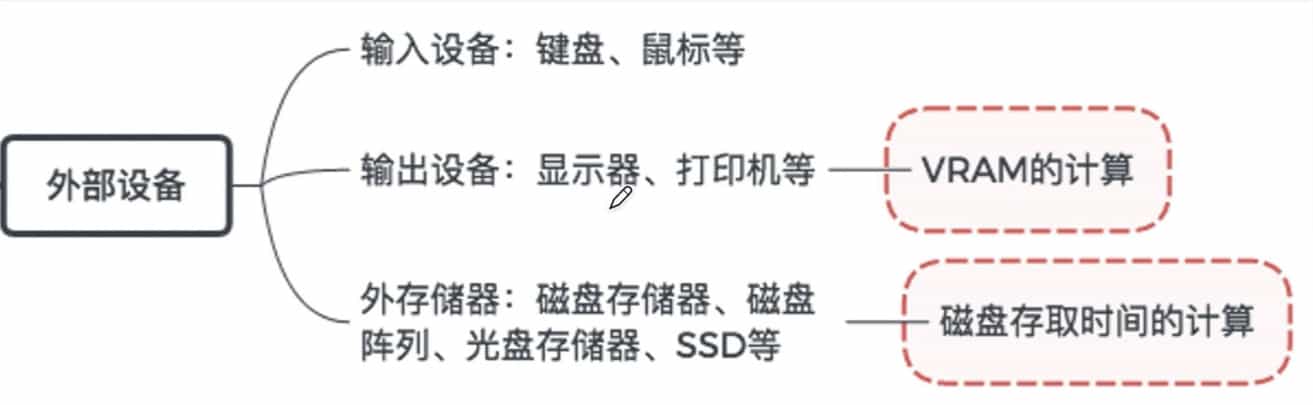 输入设备：键盘、鼠标等
外部设备
输出设备：显示器、打印机等
VRAM的计算
外存储器：磁盘存储器、磁盘
阵列、光盘存储器、SSD等
磁盘存取时间的计算